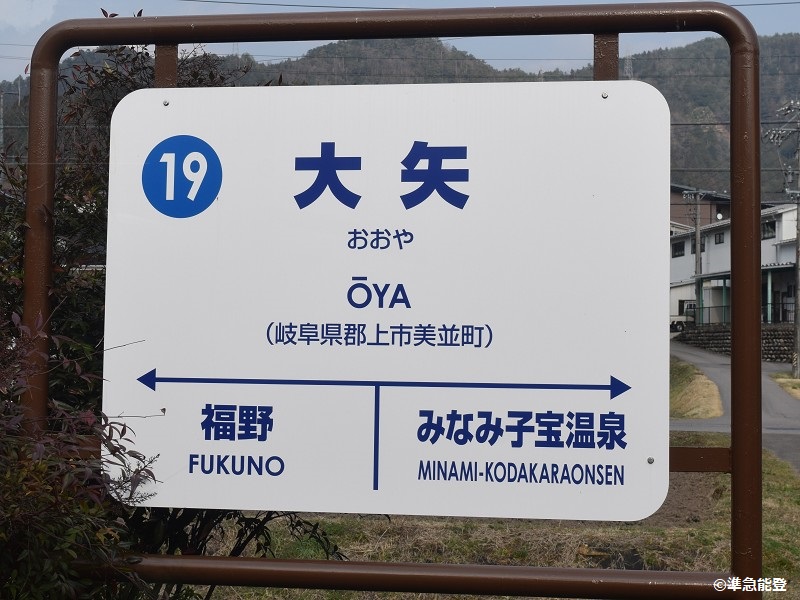 19
大矢
おおや
ŌYA
(岐阜県郡上市美並町)
福野
FUKUNO
みなみ子宝温泉
MINAMI-KODAKARAONSEN
©準急能登